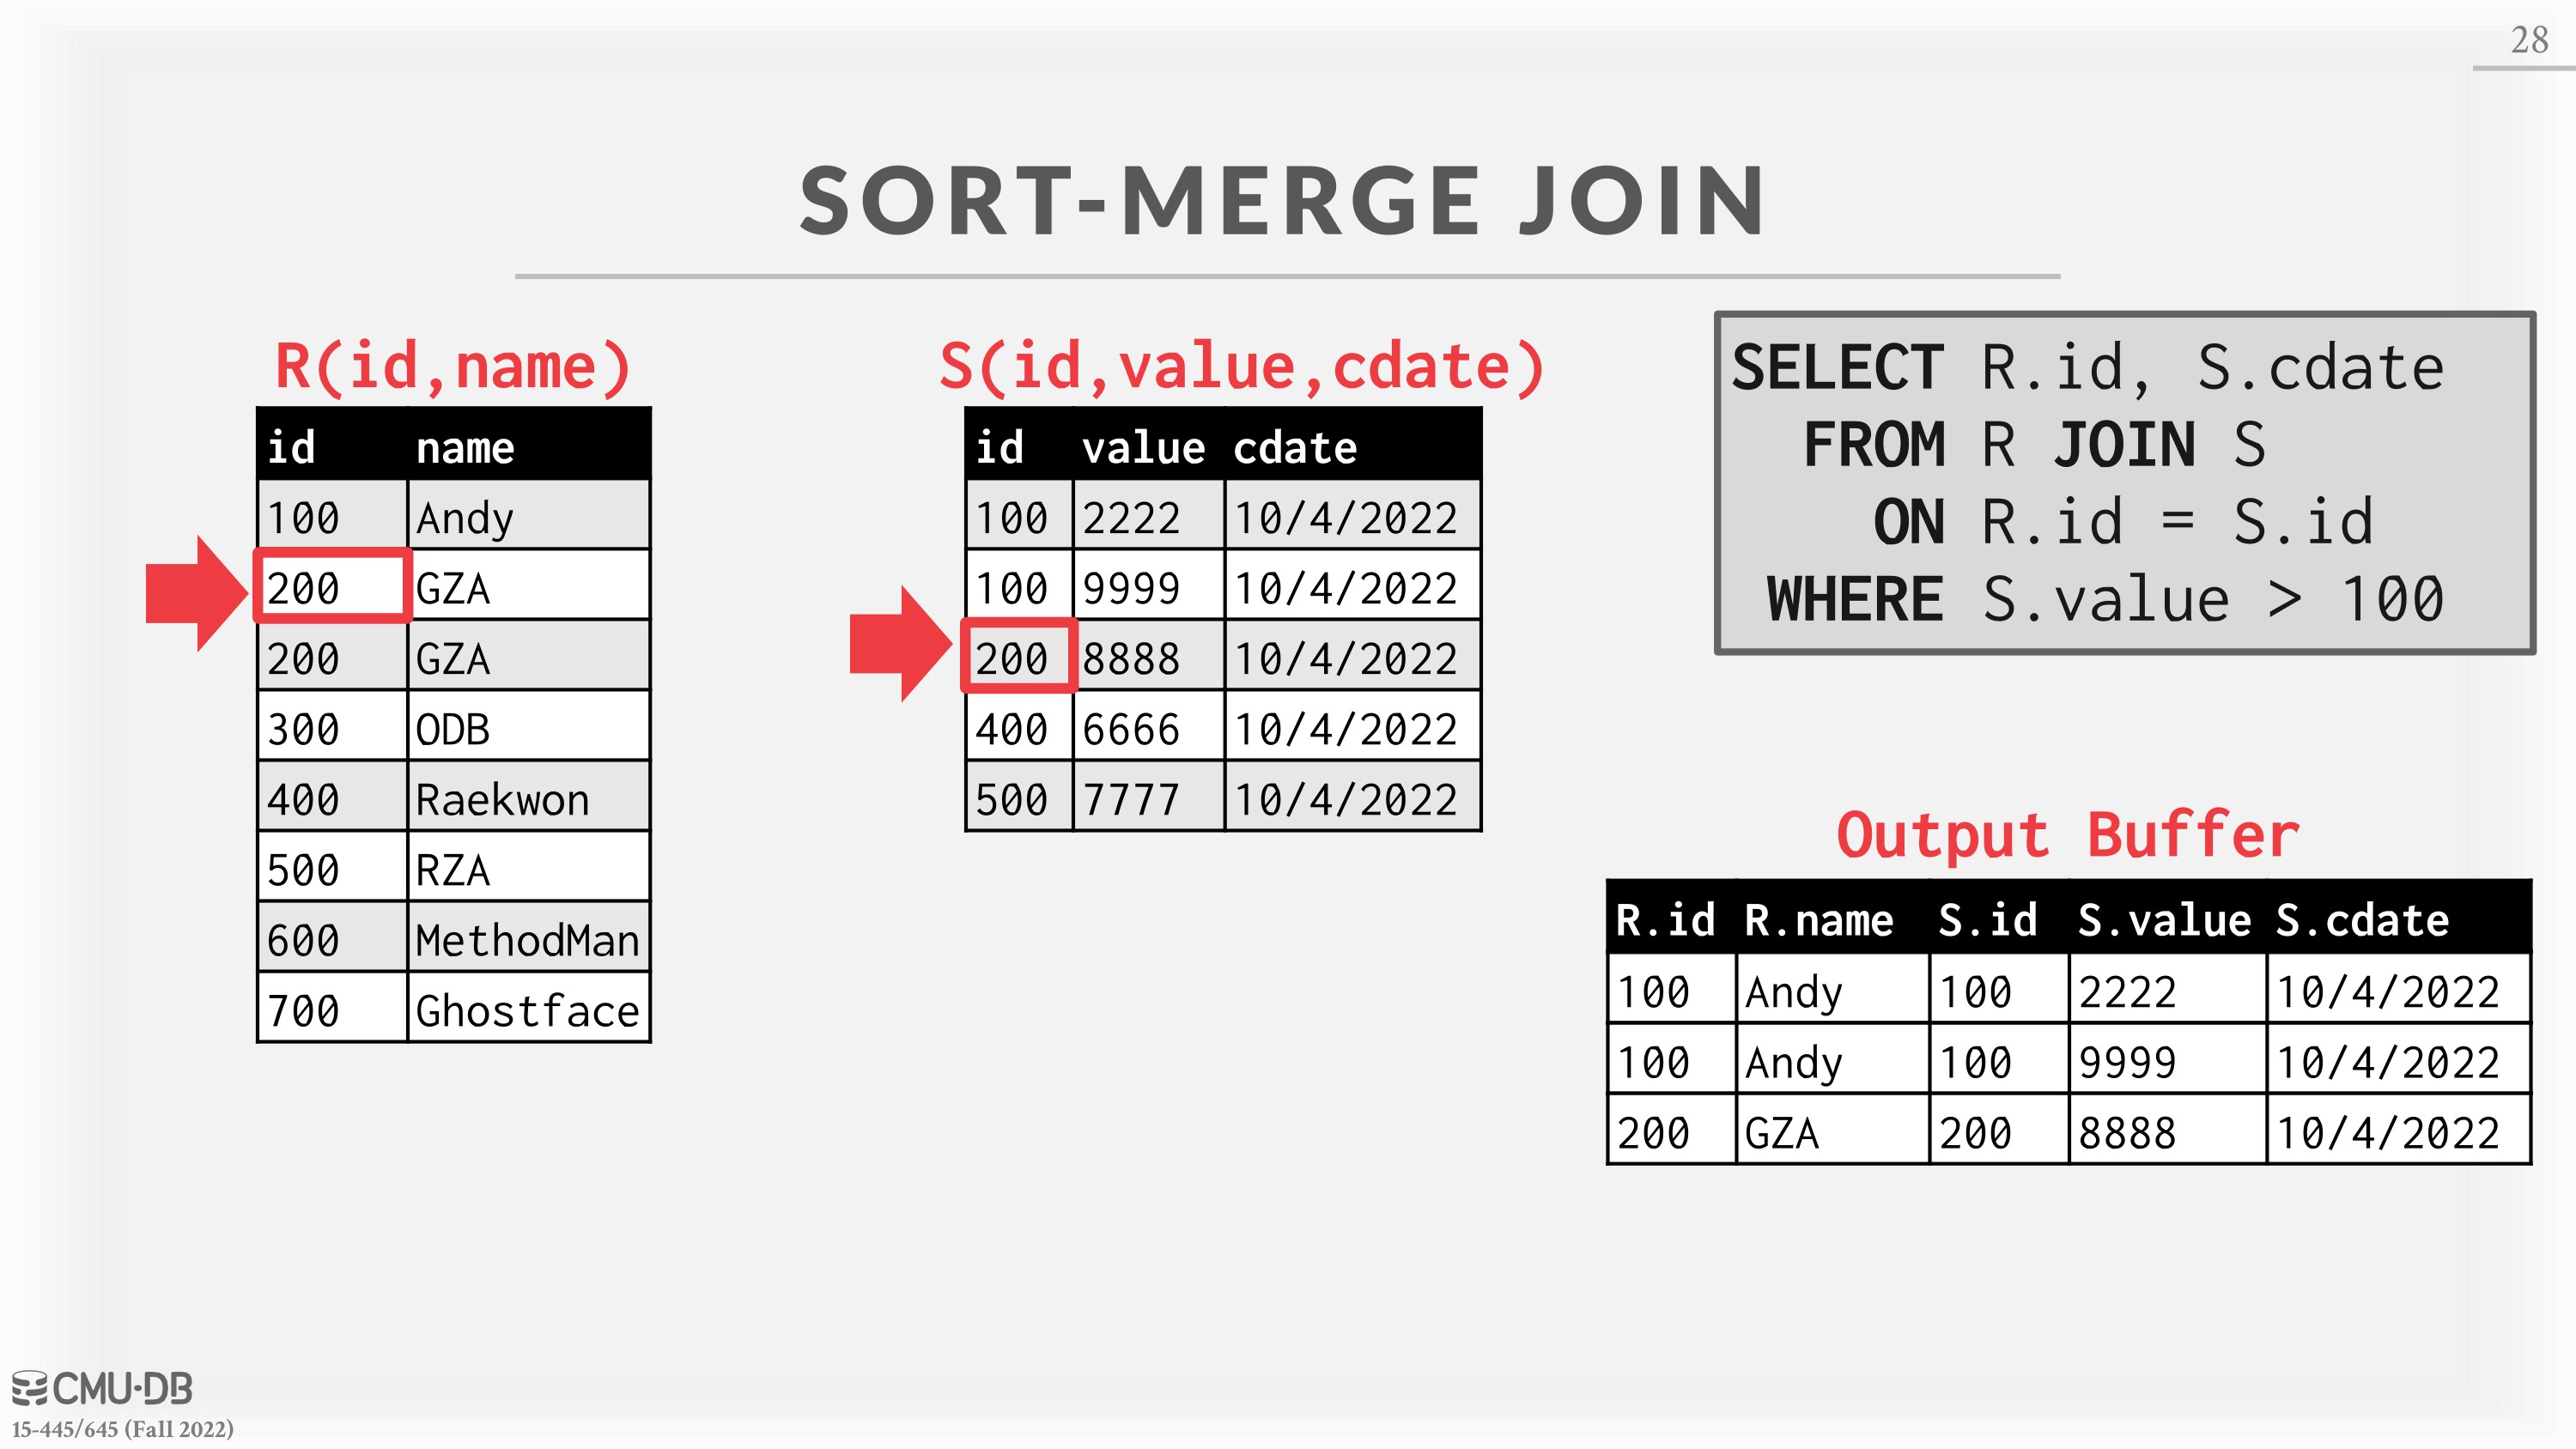 28
SORT-MERGE JOIN
R(id,name)
id name
100 Andy
200 GZA
200 GZA
300 ODB
400 Raekwon
500 RZA
600 MethodMan
700 Ghostface
S(id,value,cdate)
id value cdate
100 2222 10/4/2022
100 9999 10/4/2022
200 8888 10/4/2022
400 6666 10/4/2022
500 7777 10/4/2022
SELECT R.id, S.cdate
FROM R JOIN S
ON R.id = S.id
WHERE S.value > 100
Output Buffer
R.id R.name S.id S.value S.cdate
100 Andy 100 2222 10/4/2022
100 Andy 100 9999 10/4/2022
200 GZA 200 8888 10/4/2022
CMU·DB
15-445/645 (Fall 2022)